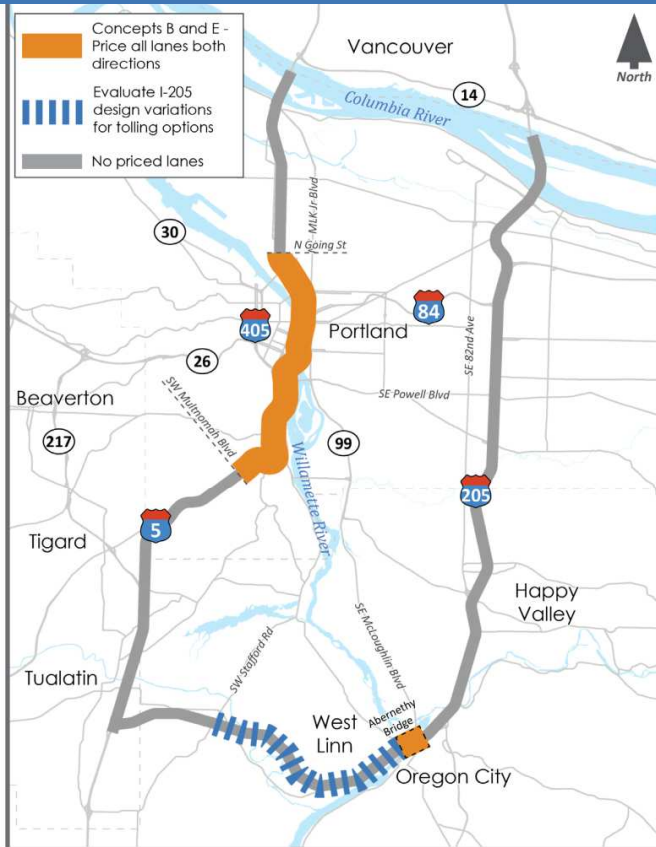 Concepts B and E -
Price all lanes both
directions
Evaluate I-205
design variations
for tolling options
No priced lanes
Vancouver
North
14
Columbia River
30
N Going St
405
84
Portland
26
SE 82nd Ave
Beaverton
SW Multnomah Blvd
SE Powell Blvd
217
99
Willamette River
205
5
Tigard
Happy
Valley
SE McLoughlin Blvd
SW Stafford Rd
Tualatin
West
Linn
Abernethy
Bridge
Oregon City